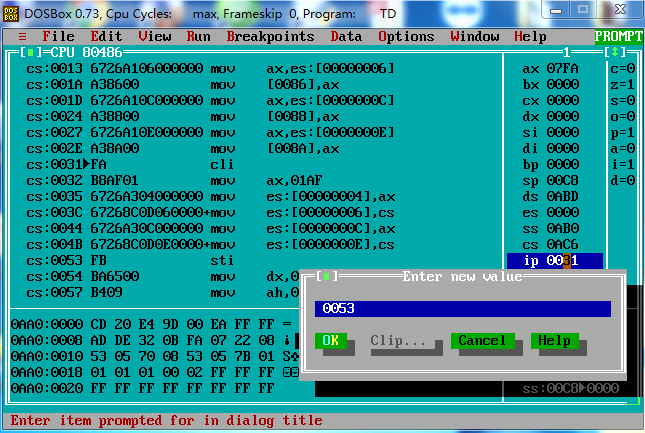 DOSBox 0.73, Cpu Cycles: max, Frameskip 0, Program: TD
≡ File Edit View Run Breakpoints Data Options Window Help PROMPT
[■]=CPU 80486 1 [↕]
cs:0013 6726A106000000 mov ax,es:[00000006] ax 07FA c=0
cs:001A A38600 mov [0086],ax bx 0000 z=1
cs:001D 6726A10C000000 mov ax,es:[0000000C] cx 0000 s=0
cs:0024 A38800 mov [0088],ax dx 0000 o=0
cs:0027 6726A10E000000 mov ax,es:[0000000E] si 0000 p=1
cs:002E A38A00 mov [008A],ax di 0000 a=0
cs:0031►FA cli bp 0000 i=1
cs:0032 B8AF01 mov ax,01AF sp 00C8 d=0
cs:0035 6726A304000000 mov es:[00000004],ax ds 0ABD
cs:003C 67268C0D060000+mov es:[00000006],cs es 0000
cs:0044 6726A30C000000 mov es:[0000000C],ax ss 0AB0
cs:004B 67268C0D0E0000+mov es:[0000000E],cs cs 0AC6
cs:0053 FB sti ip 0031
cs:0054 BA6500 mov dx,0
cs:0057 B409 mov ah,0
[■] Enter new value
0053
OK Clip... Cancel Help
0AA0:0000 CD 20 E4 9D 00 EA FF FF =
0AA0:0008 AD DE 32 0B FA 07 22 08 i
0AA0:0010 53 05 70 08 53 05 7B 01 S
0AA0:0018 01 01 01 00 02 FF FF FF
0AA0:0020 FF FF FF FF FF FF FF FF
ss:00C8►0000
Enter item prompted for in dialog title